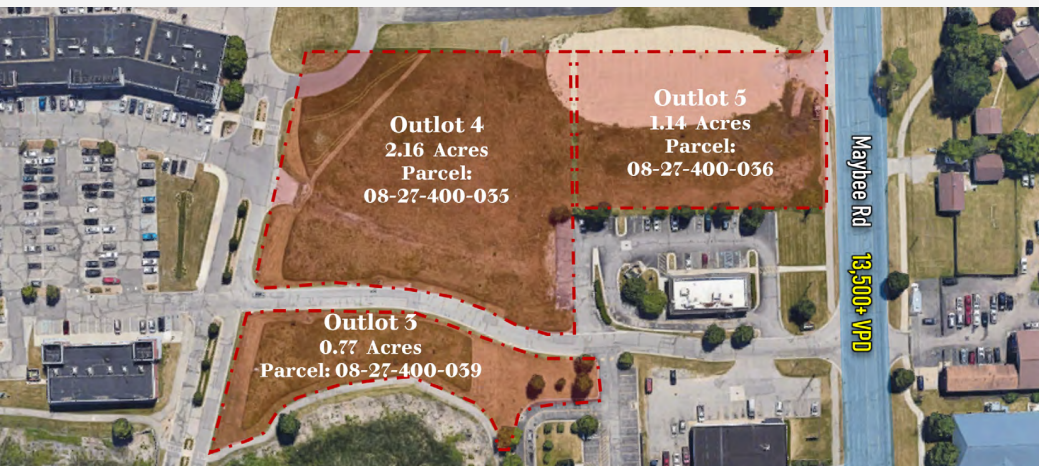 Outlot 4
2.16 Acres
Parcel:
08-27-400-035
Outlot 5
1.14 Acres
Parcel:
08-27-400-036
Outlot 3
0.77 Acres
Parcel: 08-27-400-039
Maybee Rd 13,500+ VPD